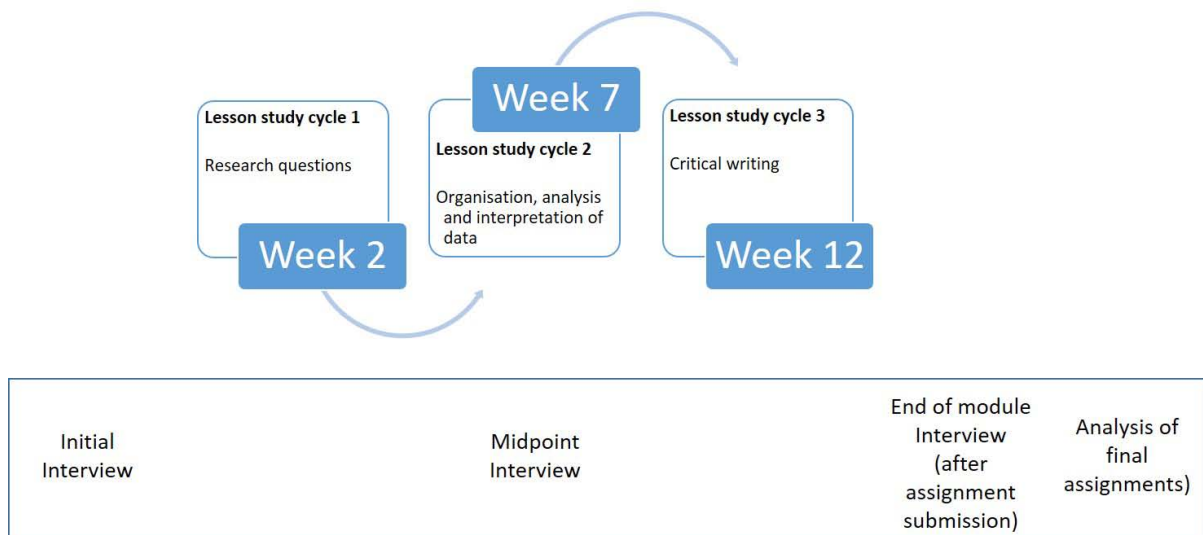 Lesson study cycle 1
Research questions
Week 2
Week 7
Lesson study cycle 2
Organisation, analysis
and interpretation of
data
Lesson study cycle 3
Critical writing
Week 12
Initial
Interview
Midpoint
Interview
End of module
Interview
(after
assignment
submission)
Analysis of
final
assignments)